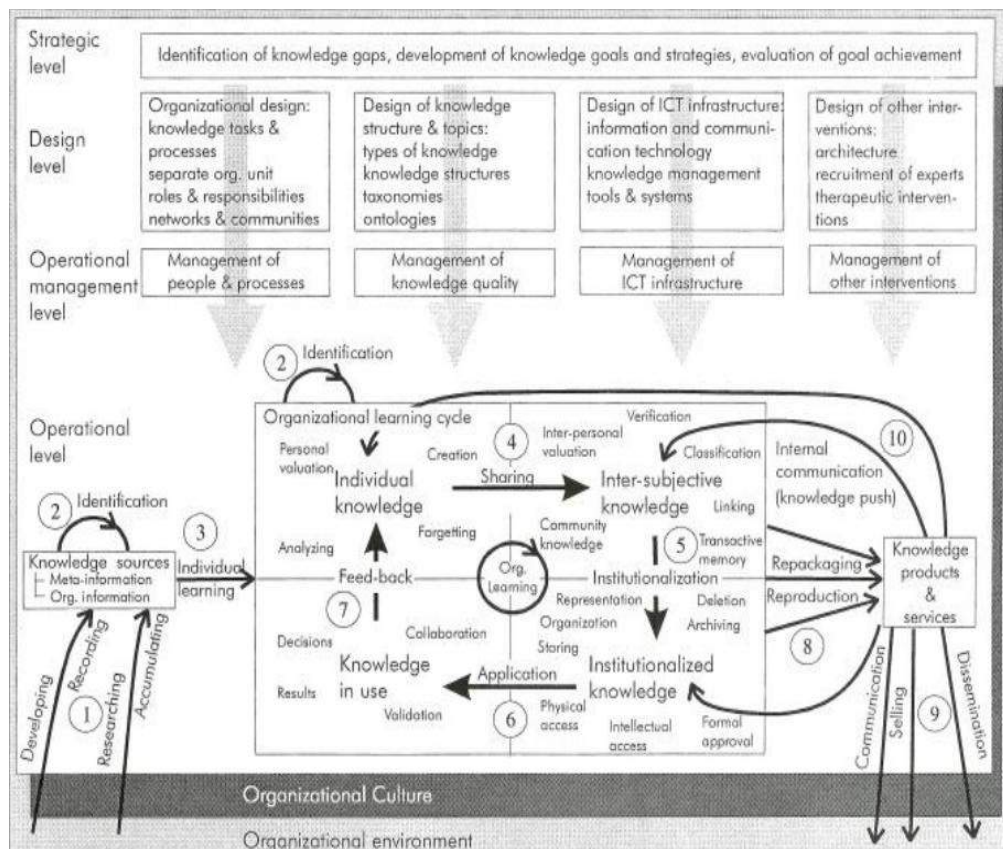 Strategic
level
Identification of knowledge gaps, development of knowledge goals and strategies, evaluation of goal achievement
Design
level
Organizational design:
knowledge tasks &
processes
separate org. unit
roles & responsibilities
networks & communities
Design of knowledge
structure & topics:
types of knowledge
knowledge structures
taxonomies
ontologies
Design of ICT infrastructure:
information and communi-
cation technology
knowledge management
tools & systems
Design of other inter-
ventions:
architecture
recruitment of experts
therapeutic interven-
tions
Operational
management
level
Management of
people & processes
Management of
knowledge quality
Management of
ICT infrastructure
Management of
other interventions
Operational
level
2 Identification
Organizational learning cycle
Personal
valuation
Creation
4
Sharing
Inter-personal
valuation
Verification
Classification
Individual
knowledge
Inter-subjective
knowledge
Linking
10
Internal
communication
(knowledge push)
2 Identification
3
Knowledge sources
Meta-information
Org. information
Individual
learning
Analyzing
Forgetting
Community
knowledge
5
Transactive
memory
Feed-back
Org.
Learning
Institutionalization
Repackaging
Reproduction
Knowledge
products
&
services
7
Representation
Deletion
Organization
Archiving
8
Decisions
Collaboration
Storing
Knowledge
in use
Application
Institutionalized
knowledge
Results
Validation
6
Physical
access
Intellectual
access
Formal
approval
Developing
Recording
1
Researching
Accumulating
Communication
Selling
9
Dissemination
Organizational Culture
Organizational environment